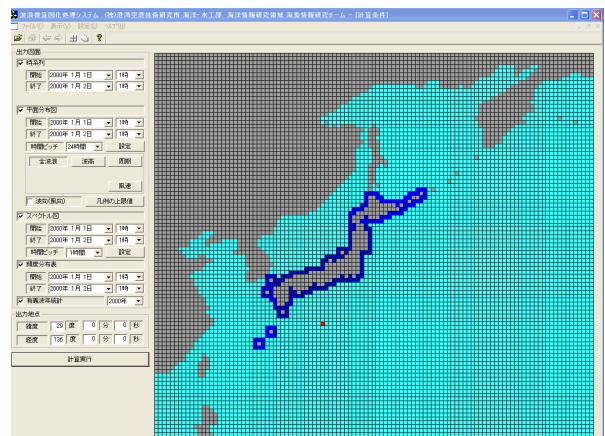 波浪推算図化処理システム (独)港湾空港技術研究所 海洋・水工部 海洋情報研究領域 海象情報研究チーム - [計算条件]
ファイル(F) 表示(V) 設定(S) ヘルプ(H)
出力図面
時系列
開始 2000年 1月 1日 1時
終了 2000年 1月 2日 1時
平面分布図
開始 2000年 1月 1日 1時
終了 2000年 1月 2日 1時
時間ピッチ 24時間 設定
全波浪 波高 周期
風速
波向(風向) 凡例の上限値
スペクトル図
開始 2000年 1月 1日 1時
終了 2000年 1月 2日 1時
時間ピッチ 1時間 設定
頻度分布表
開始 2000年 1月 1日 1時
終了 2000年 1月 2日 1時
有義波年統計 2000年
出力地点
緯度 29 度 0 分 0 秒
経度 136 度 0 分 0 秒
計算実行